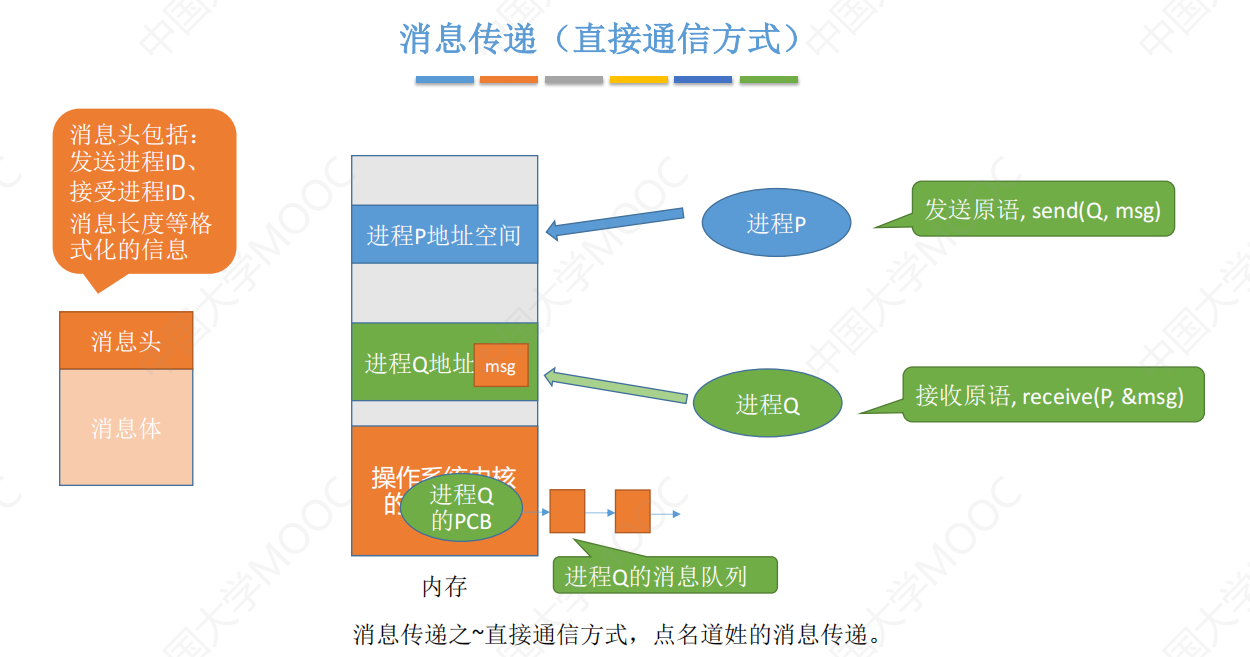 消息传递（直接通信方式）
消息头包括：
发送进程ID、
接受进程ID、
消息长度等格
式化的信息
消息头
消息体
进程P地址空间
进程Q地址
msg
操作系统内核
的
进程Q
的PCB
内存
进程P
发送原语, send(Q, msg)
进程Q
接收原语, receive(P, &msg)
进程Q的消息队列
消息传递之~直接通信方式，点名道姓的消息传递。
中国大学MOOC